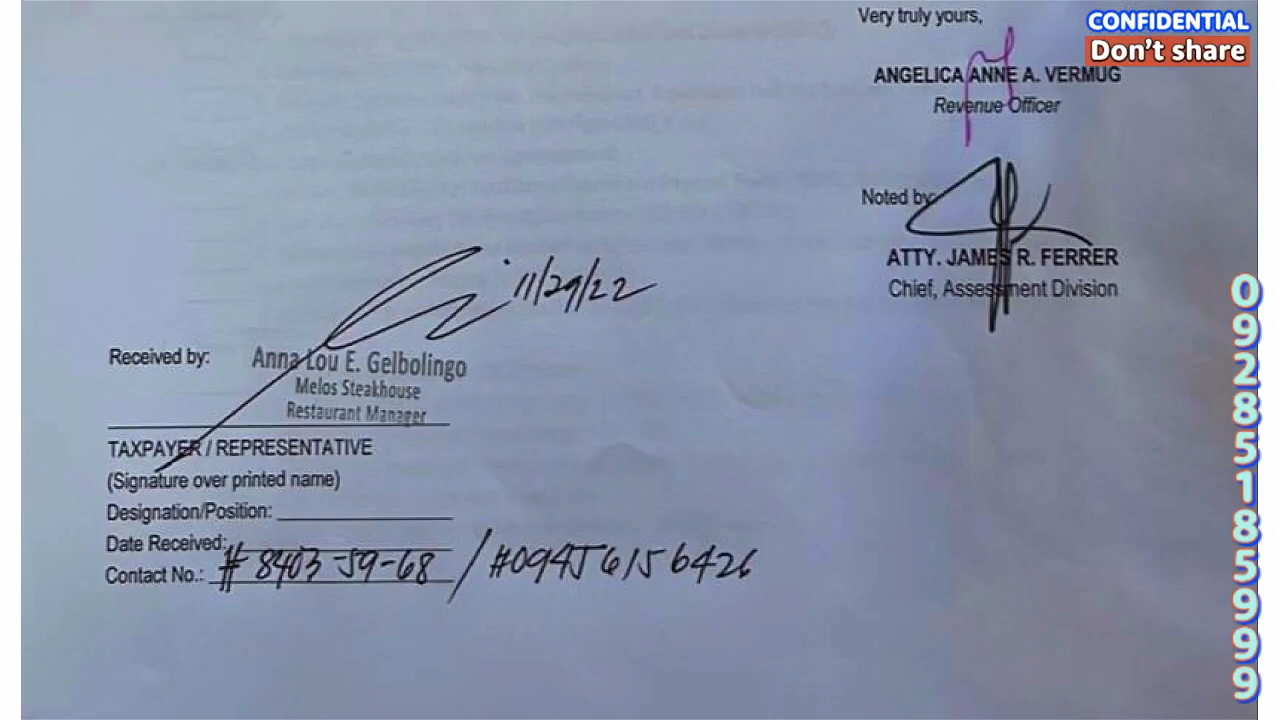 CONFIDENTIAL
Don't share
Very truly yours,
ANGELICA ANNE A. VERMUG
Revenue Officer
Noted by:
ATTY. JAMES R. FERRER
Chief, Assessment Division
11/29/22
Received by:
Anna Lou E. Gelbolingo
Melos Steakhouse
Restaurant Manager
TAXPAYER / REPRESENTATIVE
(Signature over printed name)
Designation/Position:
Date Received:
Contact No.: # 8403-59-68 / #09456156426
09285185999